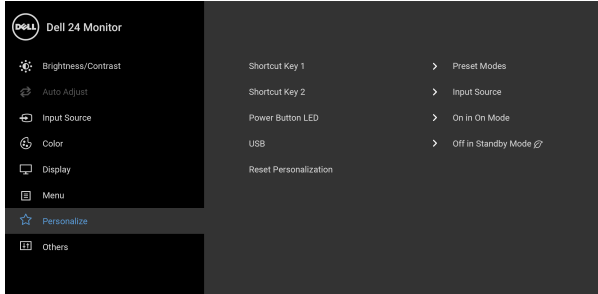 DELL Dell 24 Monitor
Brightness/Contrast
Auto Adjust
Input Source
Color
Display
Menu
Personalize
Others
Shortcut Key 1 > Preset Modes
Shortcut Key 2 > Input Source
Power Button LED > On in On Mode
USB > Off in Standby Mode
Reset Personalization